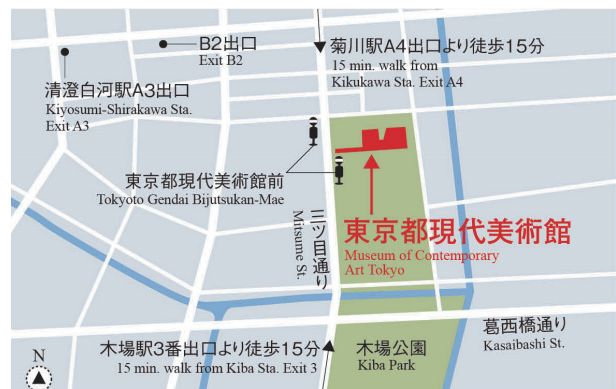 B2出口
Exit B2
菊川駅A4出口より徒歩15分
15 min. walk from
Kikukawa Sta. Exit A4
清澄白河駅A3出口
Kiyosumi-Shirakawa Sta.
Exit A3
東京都現代美術館前
Tokyoto Gendai Bijutsukan-Mae
三ツ目通り
Mitsume St.
東京都現代美術館
Museum of Contemporary
Art Tokyo
葛西橋通り
Kasaibashi St.
木場駅3番出口より徒歩15分
15 min. walk from Kiba Sta. Exit 3
木場公園
Kiba Park
N